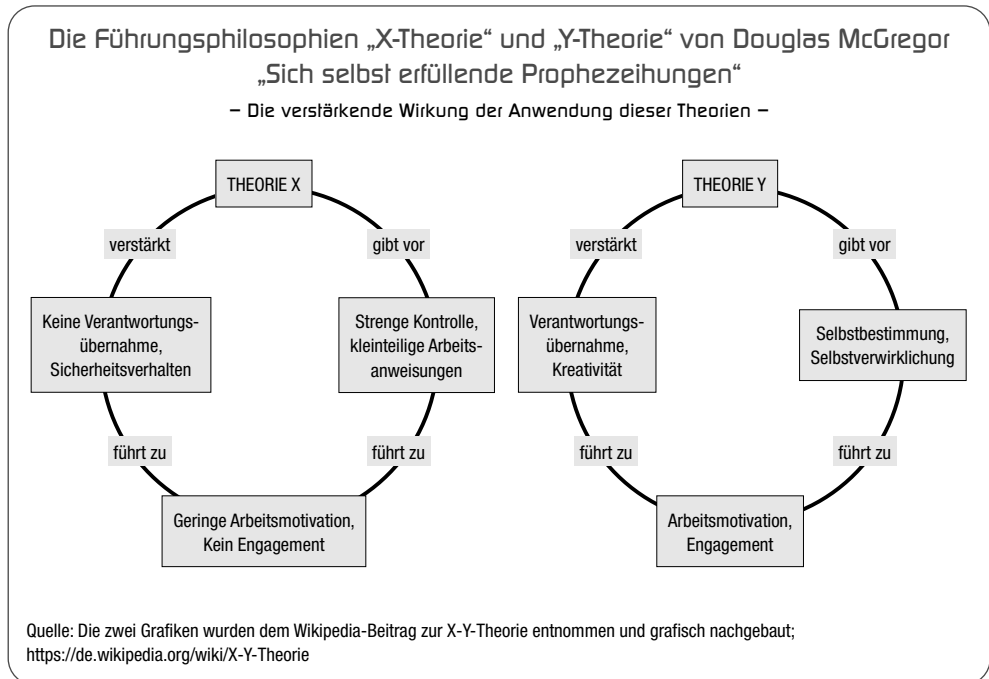 Die Führungsphilosophien „X-Theorie“ und „Y-Theorie“ von Douglas McGregor
„Sich selbst erfüllende Prophezeihungen“
– Die verstärkende Wirkung der Anwendung dieser Theorien –
THEORIE X
gibt vor
Strenge Kontrolle,
kleinteilige Arbeits-
anweisungen
führt zu
Geringe Arbeitsmotivation,
Kein Engagement
führt zu
Keine Verantwortungs-
übernahme,
Sicherheitsverhalten
verstärkt
THEORIE Y
gibt vor
Selbstbestimmung,
Selbstverwirklichung
führt zu
Arbeitsmotivation,
Engagement
führt zu
Verantwortungs-
übernahme,
Kreativität
verstärkt
Quelle: Die zwei Grafiken wurden dem Wikipedia-Beitrag zur X-Y-Theorie entnommen und grafisch nachgebaut;
https://de.wikipedia.org/wiki/X-Y-Theorie